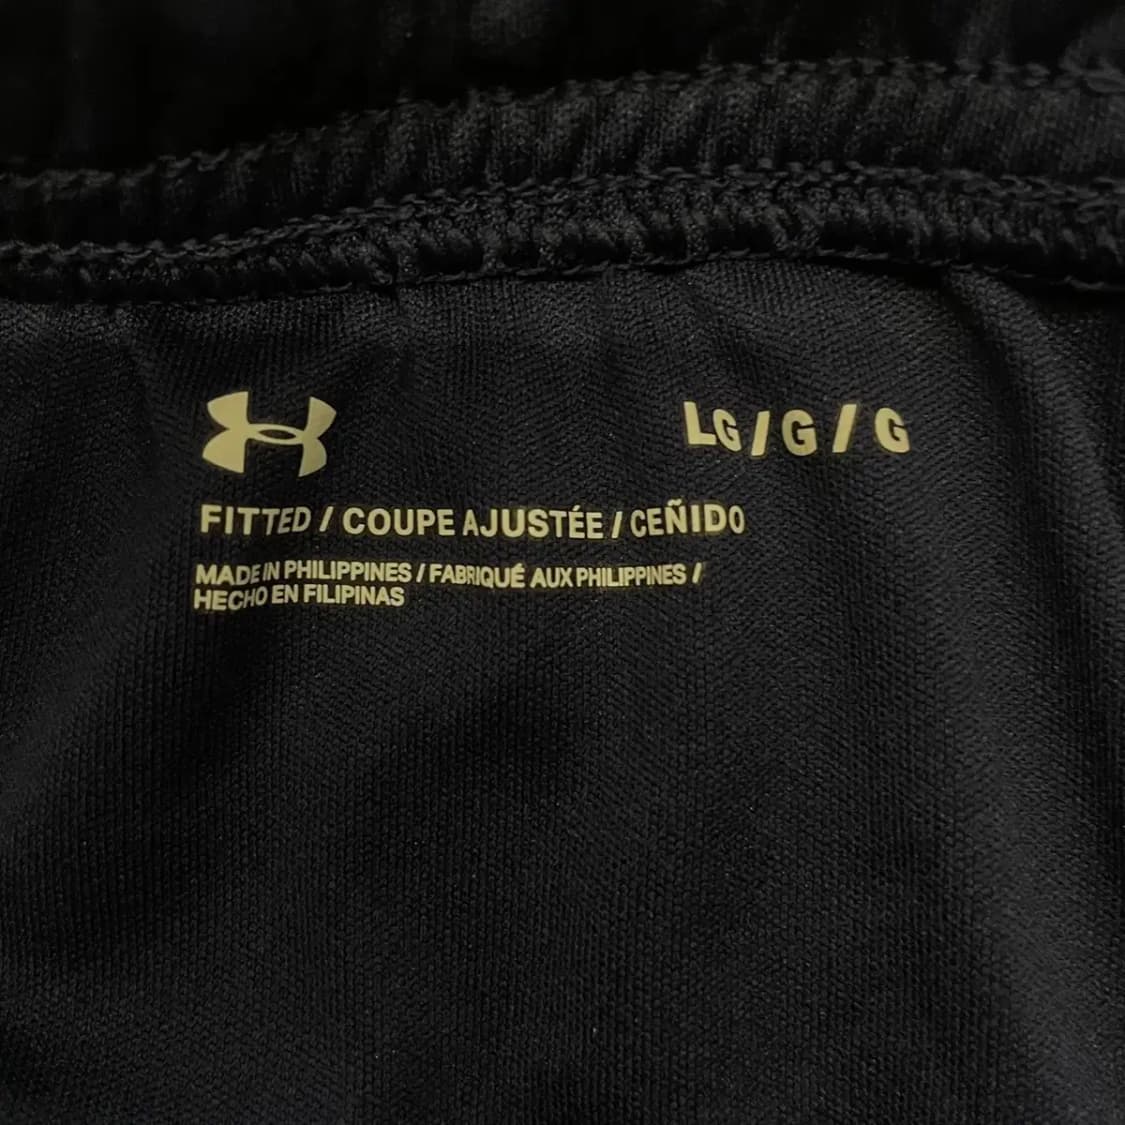 LG / G / G
FITTED / COUPE AJUSTÉE / CEÑIDO
MADE IN PHILIPPINES / FABRIQUÉ AUX PHILIPPINES /
HECHO EN FILIPINAS